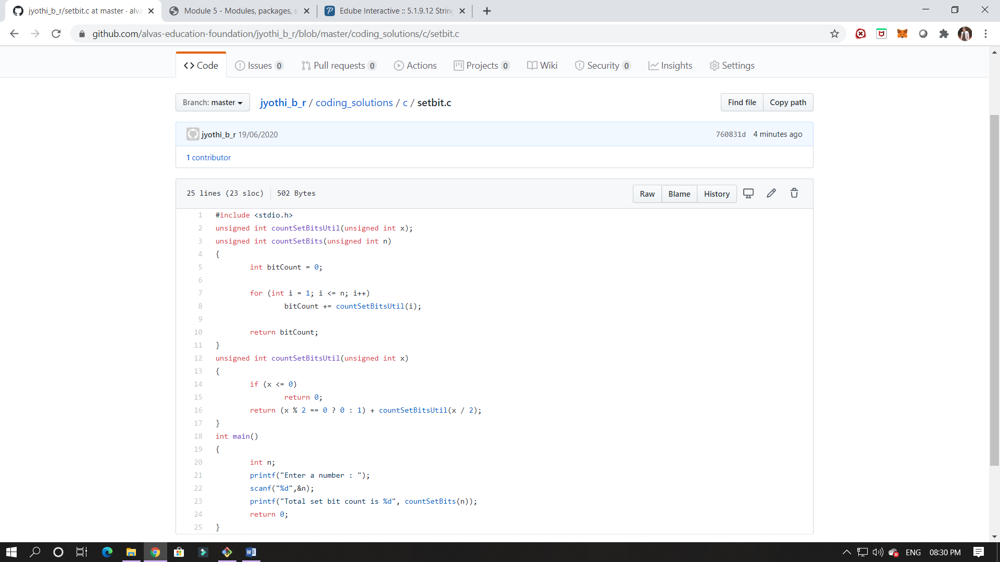 jyothi_b_r/setbit.c at master · alva
Module 5 - Modules, packages, s
Edube Interactive :: 5.1.9.12 String
github.com/alvas-education-foundation/jyothi_b_r/blob/master/coding_solutions/c/setbit.c
Code
Issues 0
Pull requests 0
Actions
Projects 0
Wiki
Security 0
Insights
Settings
Branch: master
jyothi_b_r / coding_solutions / c / setbit.c
Find file
Copy path
jyothi_b_r 19/06/2020
760831d 4 minutes ago
1 contributor
25 lines (23 sloc) 502 Bytes
Raw
Blame
History
1 #include <stdio.h>
2 unsigned int countSetBitsUtil(unsigned int x);
3 unsigned int countSetBits(unsigned int n)
4 {
5 int bitCount = 0;
6
7 for (int i = 1; i <= n; i++)
8 bitCount += countSetBitsUtil(i);
9
10 return bitCount;
11 }
12 unsigned int countSetBitsUtil(unsigned int x)
13 {
14 if (x <= 0)
15 return 0;
16 return (x % 2 == 0 ? 0 : 1) + countSetBitsUtil(x / 2);
17 }
18 int main()
19 {
20 int n;
21 printf("Enter a number : ");
22 scanf("%d",&n);
23 printf("Total set bit count is %d", countSetBits(n));
24 return 0;
25 }
ENG
08:30 PM